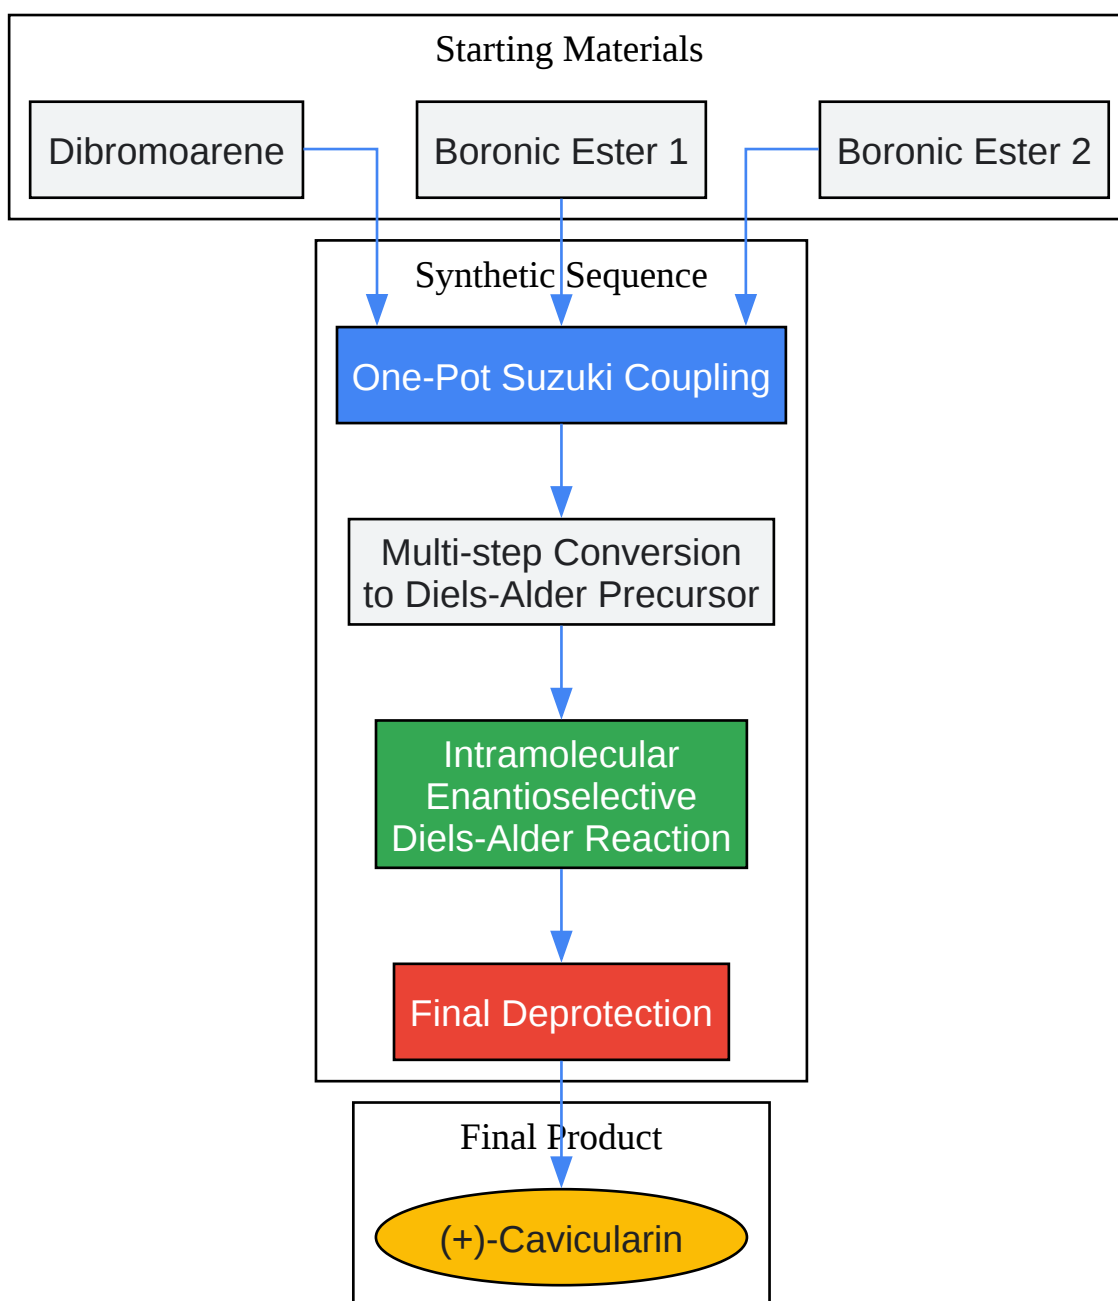 Starting Materials
Dibromoarene
Boronic Ester 1
Boronic Ester 2
Synthetic Sequence
One-Pot Suzuki Coupling
Multi-step Conversion
to Diels-Alder Precursor
Intramolecular
Enantioselective
Diels-Alder Reaction
Final Deprotection
Final Product
(+)-Cavicularin